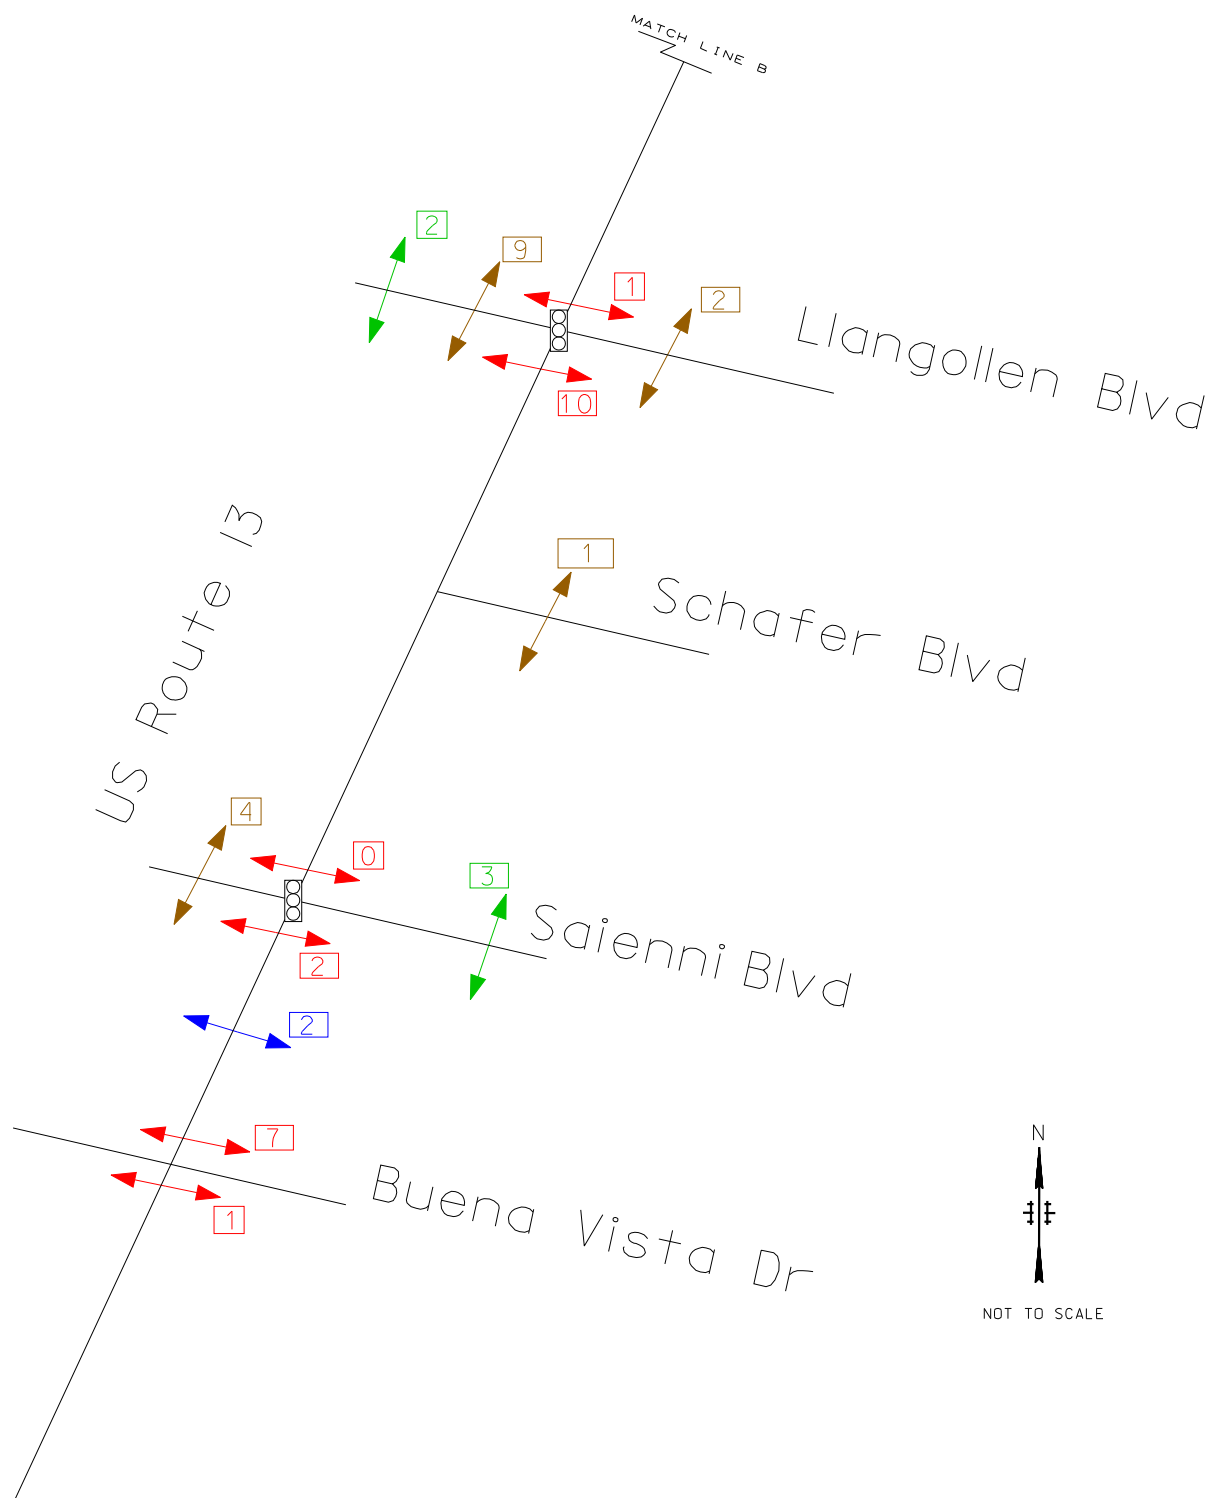 MATCH LINE B
2
9
1
2
Llangollen Blvd
10
US Route 13
1
Schafer Blvd
4
0
3
Saienni Blvd
2
2
7
Buena Vista Dr
1
N
NOT TO SCALE